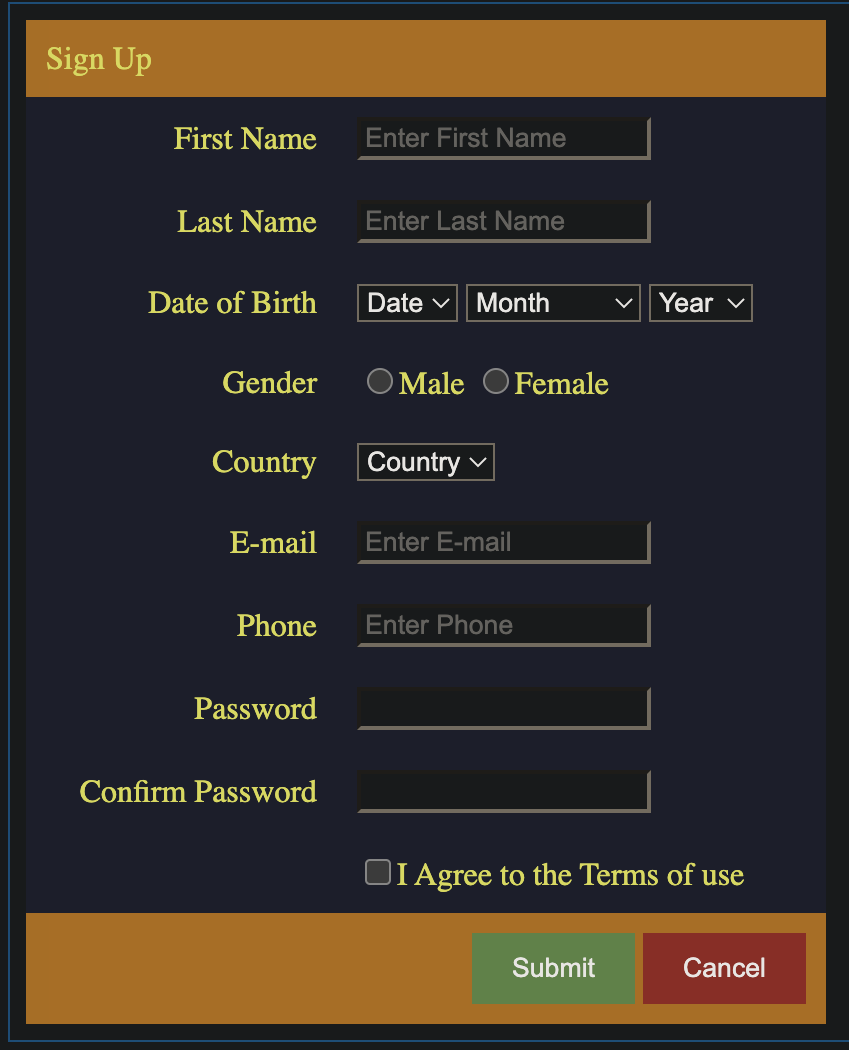 Sign Up
First Name Enter First Name
Last Name Enter Last Name
Date of Birth Date Month Year
Gender Male Female
Country Country
E-mail Enter E-mail
Phone Enter Phone
Password
Confirm Password
I Agree to the Terms of use
Submit Cancel